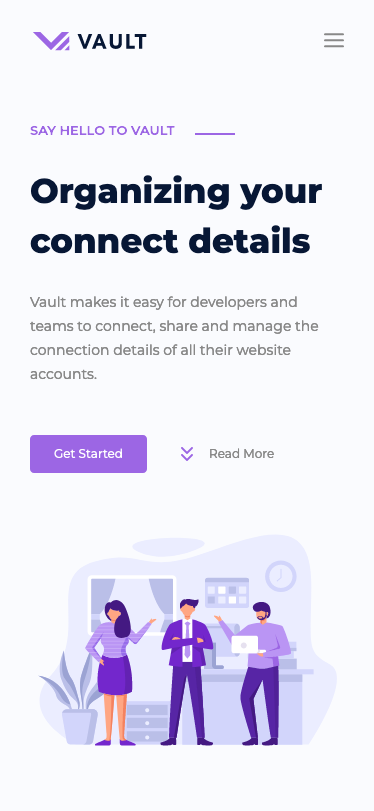 VAULT
SAY HELLO TO VAULT
Organizing your
connect details
Vault makes it easy for developers and
teams to connect, share and manage the
connection details of all their website
accounts.
Get Started
Read More